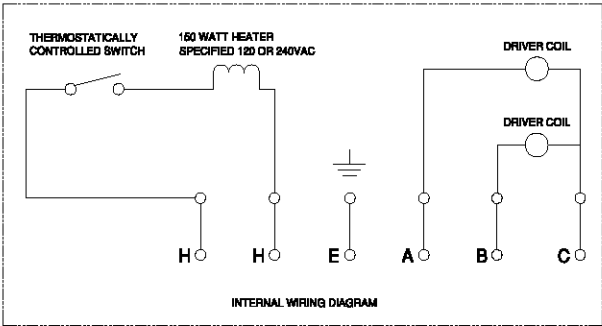 THERMOSTATICALLY
CONTROLLED SWITCH
150 WATT HEATER
SPECIFIED 120 OR 240VAC
DRIVER COIL
DRIVER COIL
H H E A B C
INTERNAL WIRING DIAGRAM